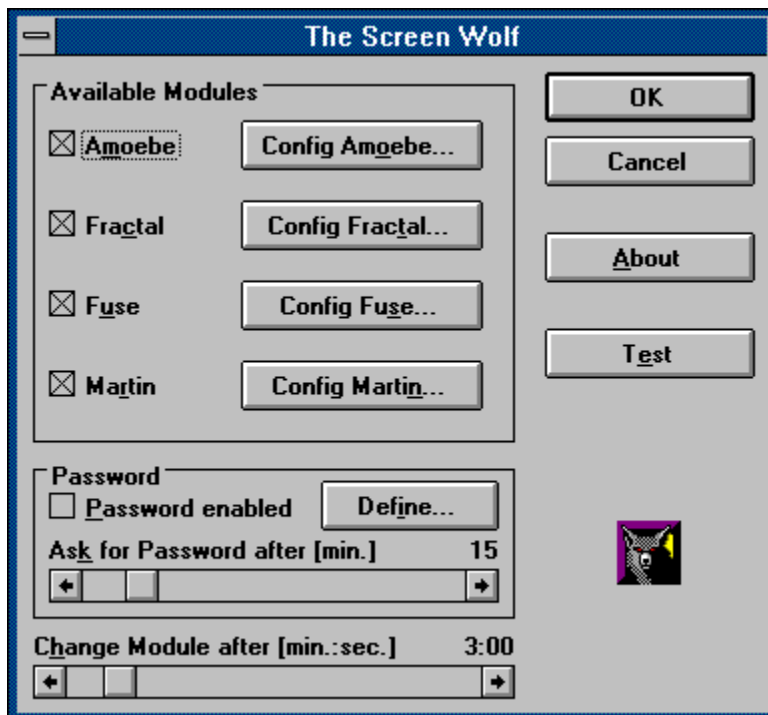 The Screen Wolf
Available Modules
Amoebe
Config Amoebe...
Fractal
Config Fractal...
Fuse
Config Fuse...
Martin
Config Martin...
OK
Cancel
About
Test
Password
Password enabled
Define...
Ask for Password after [min.] 15
Change Module after [min.:sec.] 3:00